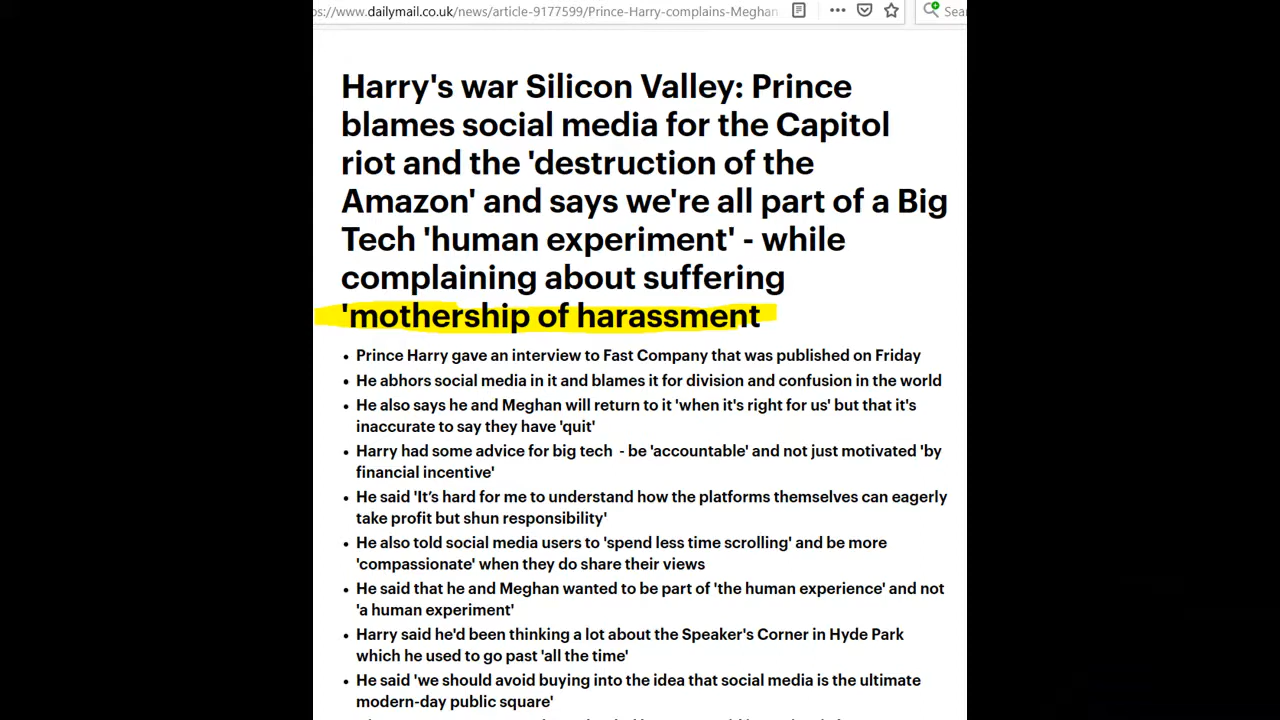 ps://www.dailymail.co.uk/news/article-9177599/Prince-Harry-complains-Meghan
Sea
Harry's war Silicon Valley: Prince
blames social media for the Capitol
riot and the 'destruction of the
Amazon' and says we're all part of a Big
Tech 'human experiment' - while
complaining about suffering
'mothership of harassment
• Prince Harry gave an interview to Fast Company that was published on Friday
• He abhors social media in it and blames it for division and confusion in the world
• He also says he and Meghan will return to it 'when it's right for us' but that it's
inaccurate to say they have 'quit'
• Harry had some advice for big tech - be 'accountable' and not just motivated 'by
financial incentive'
• He said 'It’s hard for me to understand how the platforms themselves can eagerly
take profit but shun responsibility'
• He also told social media users to 'spend less time scrolling' and be more
'compassionate' when they do share their views
• He said that he and Meghan wanted to be part of 'the human experience' and not
'a human experiment'
• Harry said he'd been thinking a lot about the Speaker's Corner in Hyde Park
which he used to go past 'all the time'
• He said 'we should avoid buying into the idea that social media is the ultimate
modern-day public square'